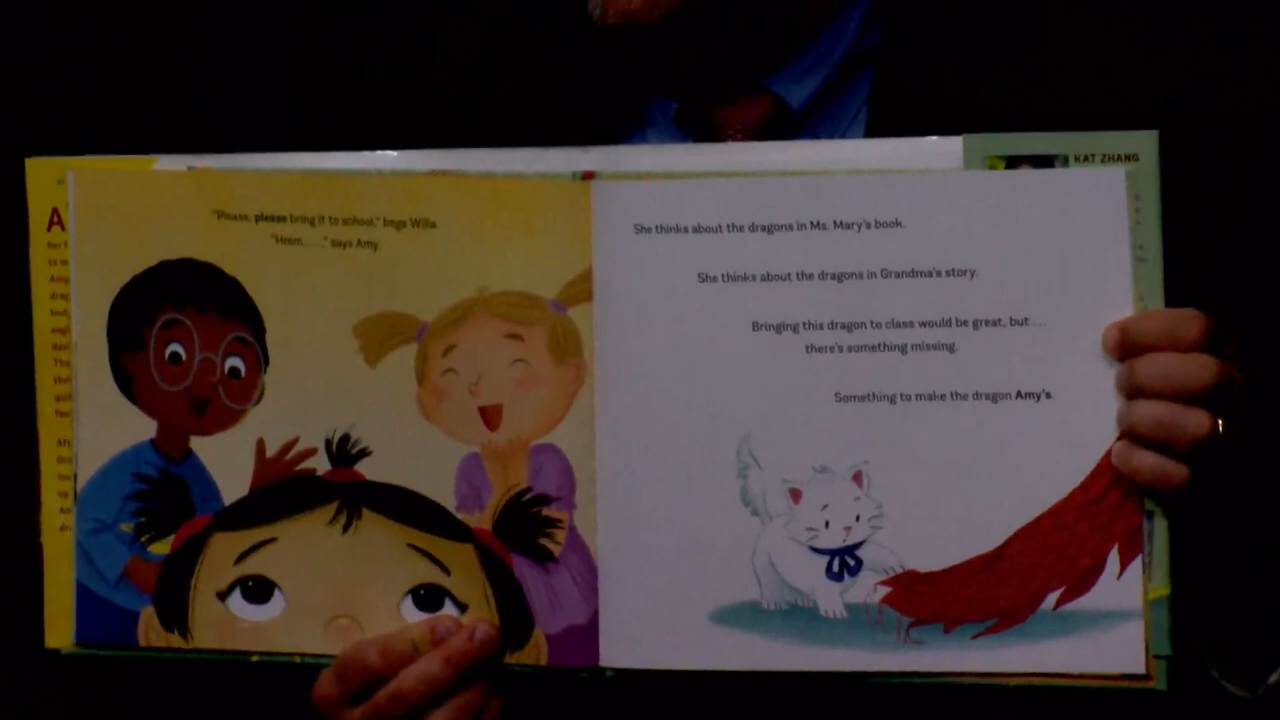 "Please, please bring it to school," begs Willa.
"Hmm....," says Amy.
She thinks about the dragons in Ms. Mary's book.
She thinks about the dragons in Grandma's story.
Bringing this dragon to class would be great, but...
there's something missing.
Something to make the dragon Amy's.
KAT ZHANG
A